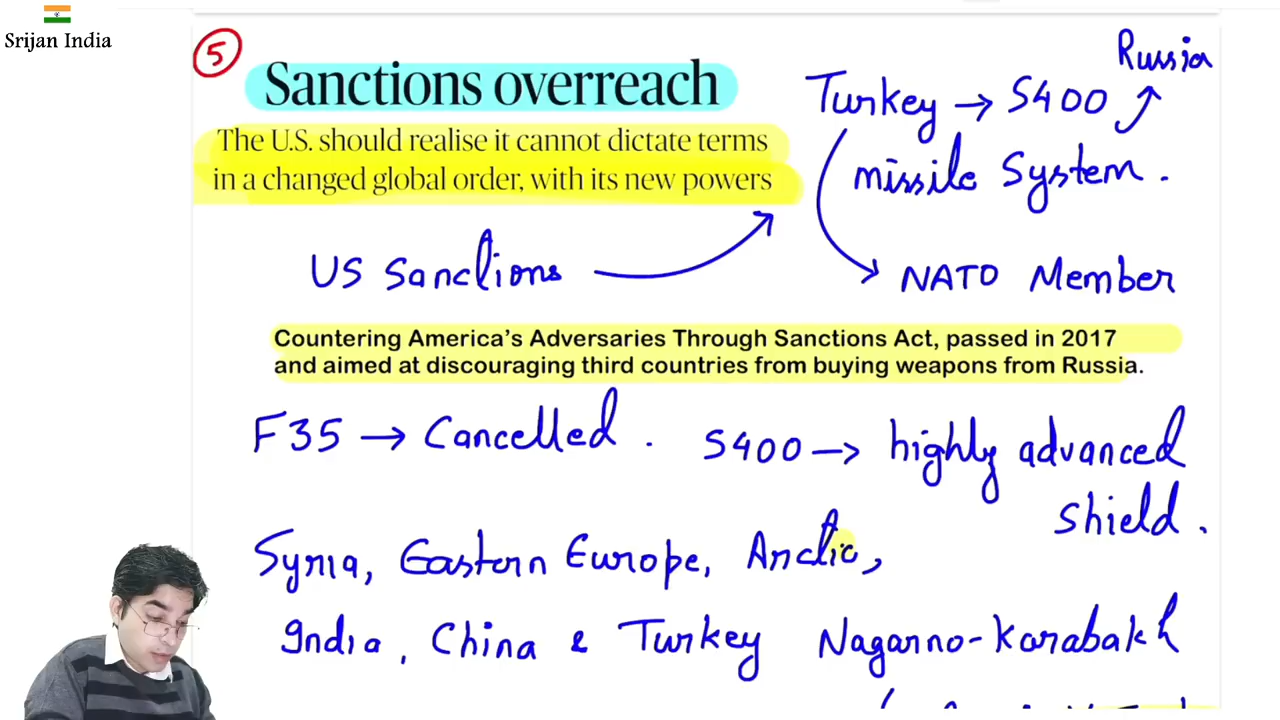 Srijan India
5
Sanctions overreach
The U.S. should realise it cannot dictate terms
in a changed global order, with its new powers
Russia
Turkey → S400
missile System.
US Sanctions
NATO Member
Countering America's Adversaries Through Sanctions Act, passed in 2017
and aimed at discouraging third countries from buying weapons from Russia.
F35 → Cancelled.
S400 → highly advanced
shield.
Syria, Eastern Europe, Arctic,
India, China & Turkey
Nagarno-Karabakh